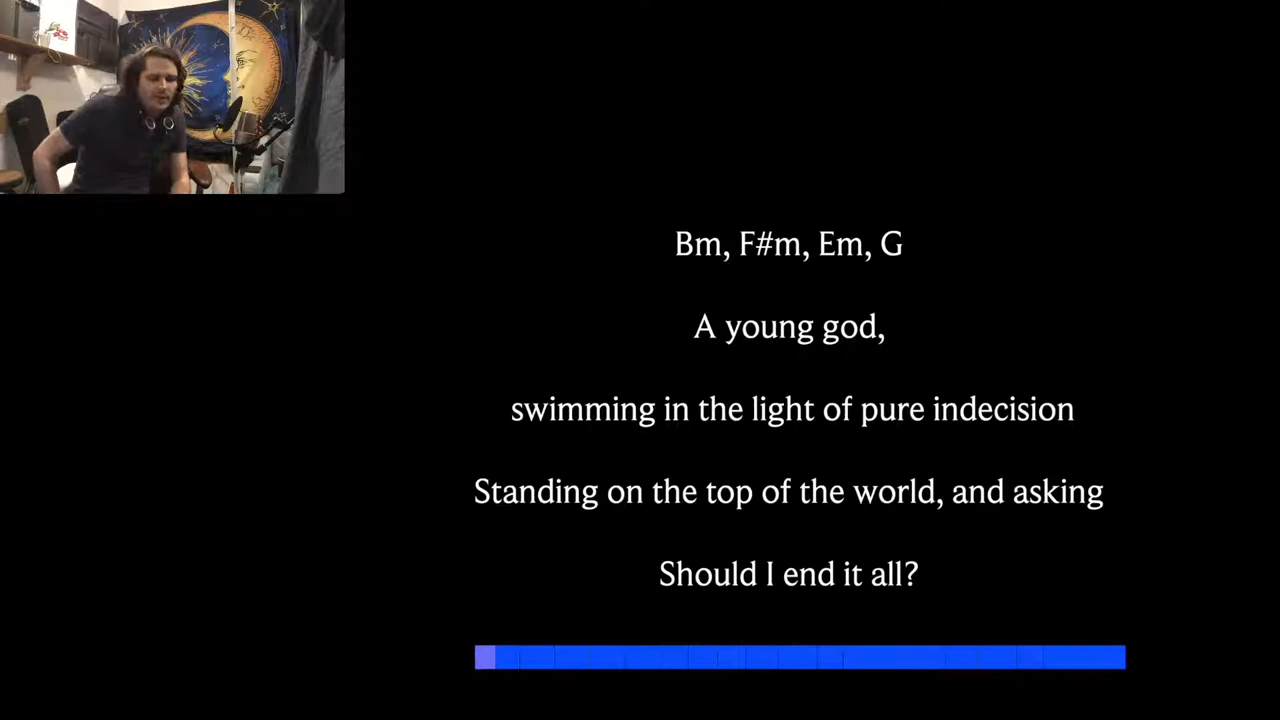 Bm, F#m, Em, G
A young god,
swimming in the light of pure indecision
Standing on the top of the world, and asking
Should I end it all?